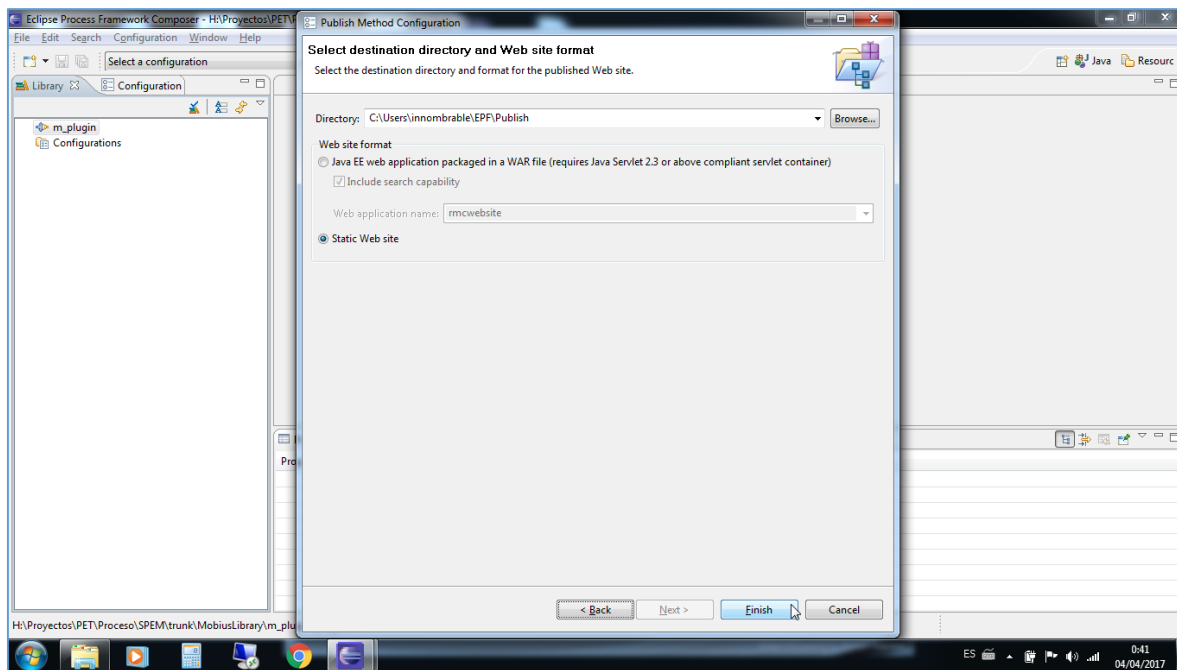 Eclipse Process Framework Composer - H:\Proyectos\PET\P
File Edit Search Configuration Window Help
Select a configuration
Java
Resourc
Library
Configuration
m_plugin
Configurations
Publish Method Configuration
Select destination directory and Web site format
Select the destination directory and format for the published Web site.
Directory: C:\Users\innombrable\EPF\Publish Browse...
Web site format
Java EE web application packaged in a WAR file (requires Java Servlet 2.3 or above compliant servlet container)
Include search capability
Web application name: rmcwebsite
Static Web site
Pro
< Back Next > Finish Cancel
H:\Proyectos\PET\Proceso\SPEM\trunk\MobiusLibrary\m_plu
ES 0:41
04/04/2017